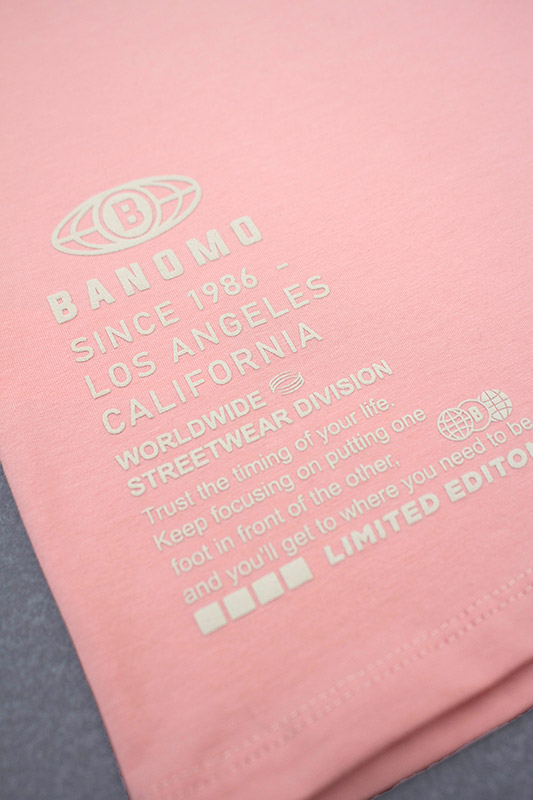 B
BANOMO
SINCE 1986 -
LOS ANGELES
CALIFORNIA
WORLDWIDE
STREETWEAR DIVISION
Trust the timing of your life.
Keep focusing on putting one
foot in front of the other,
and you'll get to where you need to be
B
LIMITED EDITON